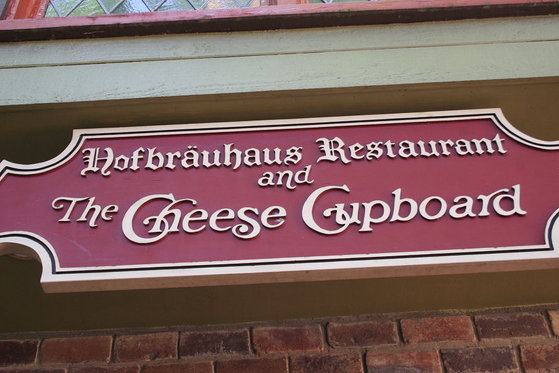 Hofbräuhaus Restaurant
and
The Cheese Cupboard